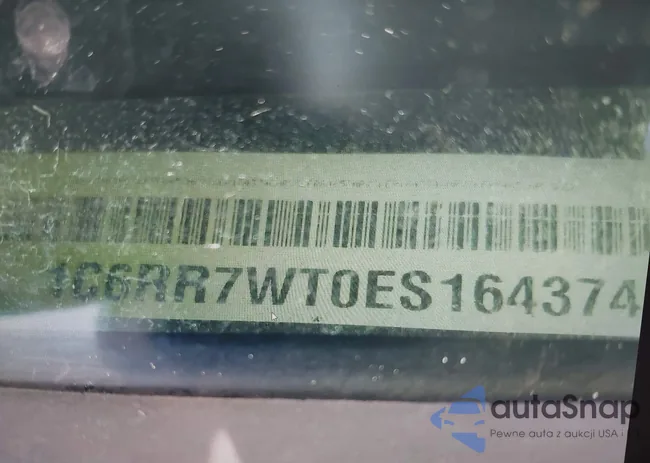 1C6RR7WT0ES164374
autaSnap
Pewne auta z aukcji USA i